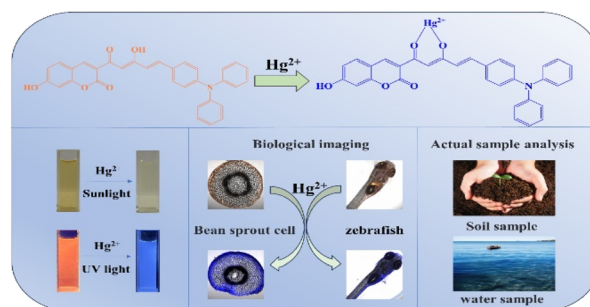 Hg²⁺
O OH
HO O O
N
Hg²⁺
O O
HO O O
N
Biological imaging
Actual sample analysis
Hg²
Sunlight
Hg²⁺
Hg²⁺
UV light
Bean sprout cell
zebrafish
Soil sample
water sample